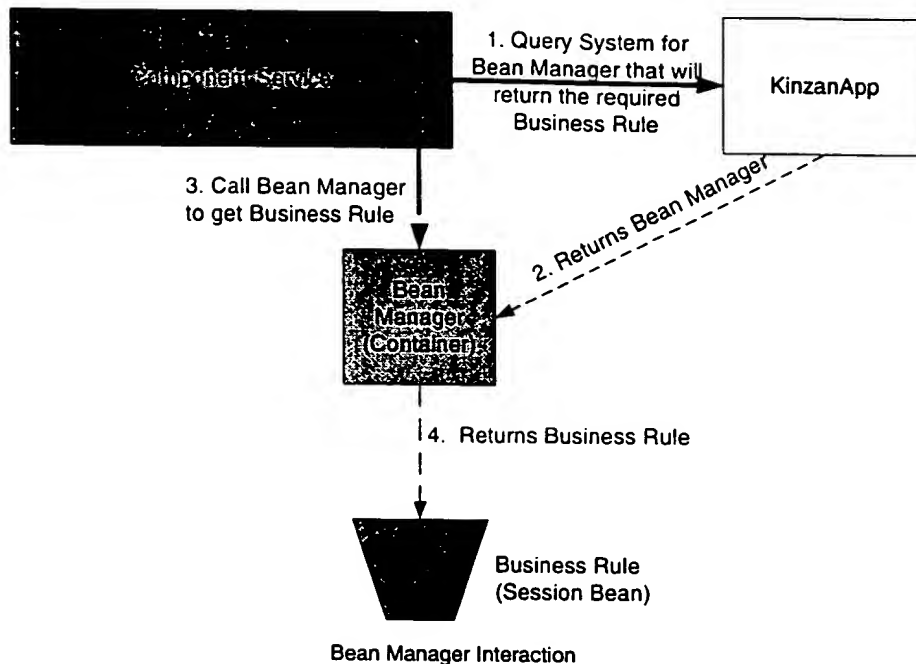 1. Query System for
Bean Manager that will
return the required
Business Rule
Component Service
KinzanApp
3. Call Bean Manager
to get Business Rule
2. Returns Bean Manager
Bean
Manager
(Container)
4. Returns Business Rule
Business Rule
(Session Bean)
Bean Manager Interaction